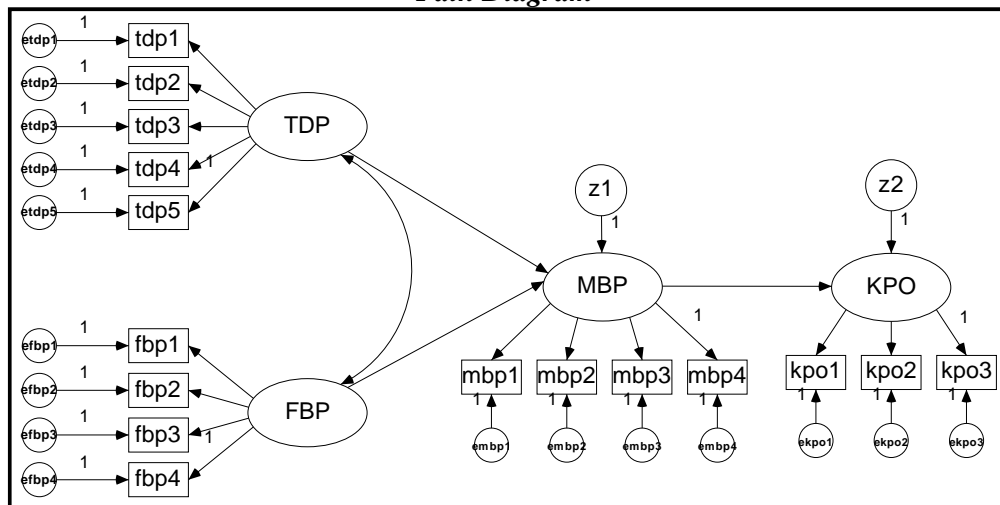 etdp1 1 tdp1
etdp2 1 tdp2
etdp3 1 tdp3
etdp4 1 tdp4 1
etdp5 1 tdp5
TDP
efbp1 1 fbp1
efbp2 1 fbp2
efbp3 1 fbp3 1
efbp4 1 fbp4
FBP
z1
1
MBP
1
mbp1 mbp2 mbp3 mbp4
1 1 1 1
embp1 embp2 embp3 embp4
z2
1
KPO
1
kpo1 kpo2 kpo3
1 1 1
ekpo1 ekpo2 ekpo3